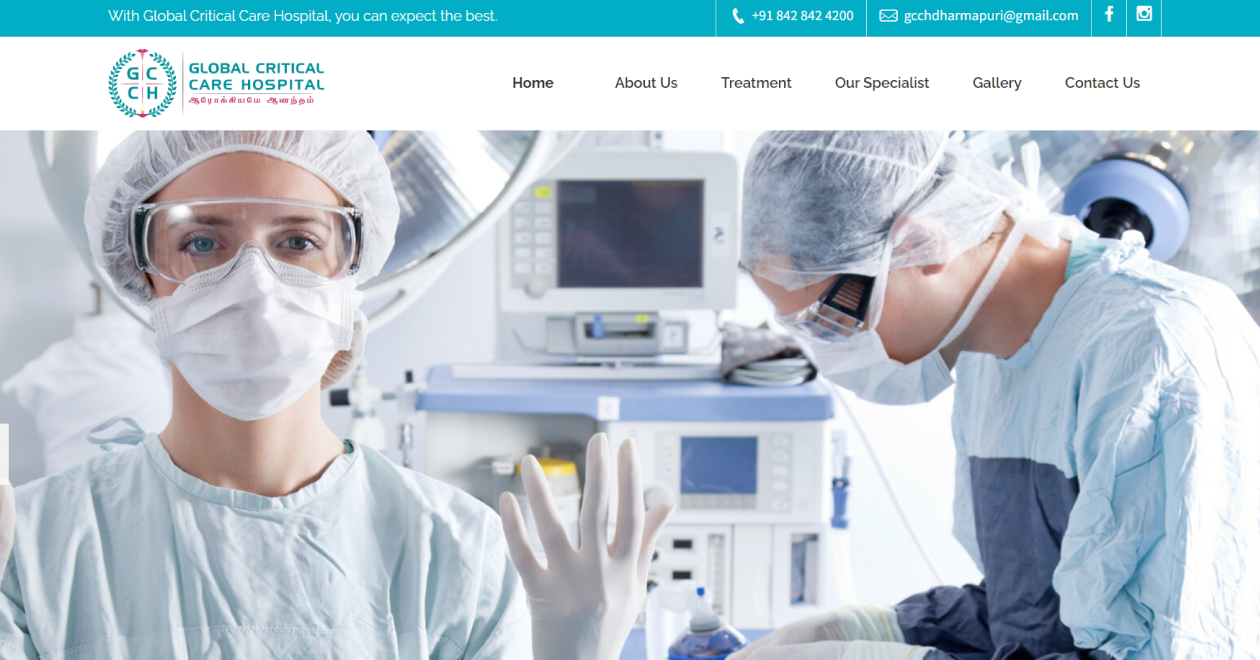 With Global Critical Care Hospital, you can expect the best.
+91 842 842 4200
gcchdharmapuri@gmail.com
G C
C H
GLOBAL CRITICAL
CARE HOSPITAL
ஆரோக்கியமே ஆனந்தம்
Home
About Us
Treatment
Our Specialist
Gallery
Contact Us